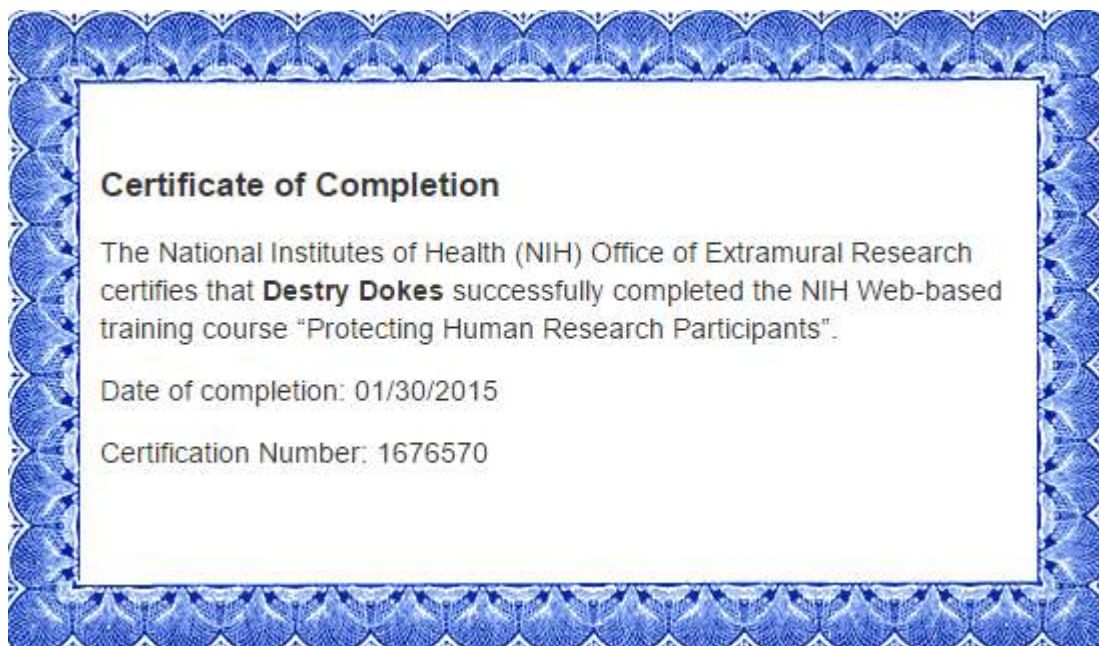 Certificate of Completion
The National Institutes of Health (NIH) Office of Extramural Research
certifies that Destry Dokes successfully completed the NIH Web-based
training course “Protecting Human Research Participants”.
Date of completion: 01/30/2015
Certification Number: 1676570